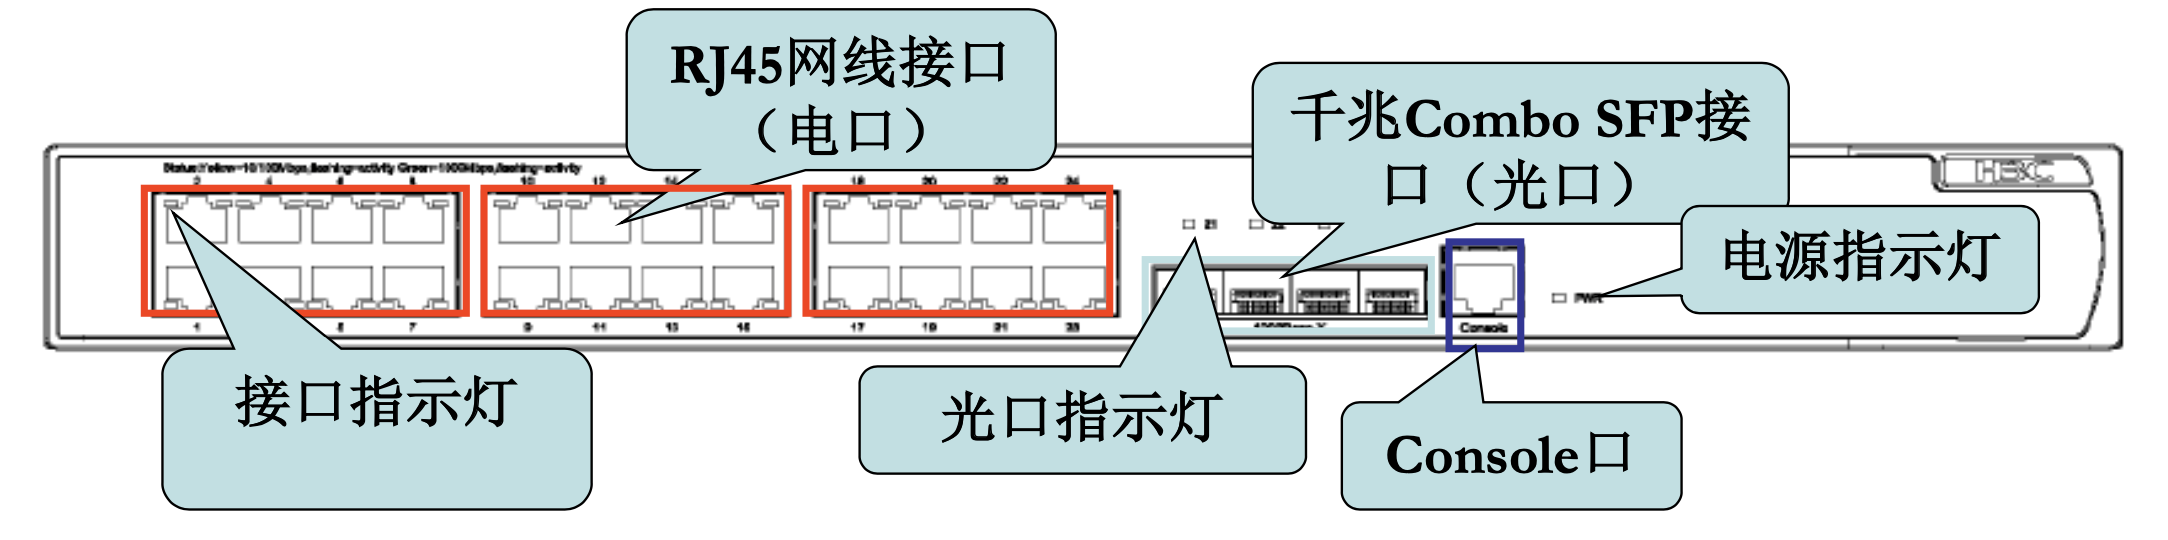 RJ45网线接口
（电口）
千兆Combo SFP接
口（光口）
Status:Yellow=10/100Mbps,flashing=activity Green=1000Mbps,flashing=activity
2 4 6 8 10 12 14 18 20 22 24
21 22
电源指示灯
PWR
1 5 7 9 11 13 15 17 19 21 23
Console
接口指示灯
光口指示灯
Console口